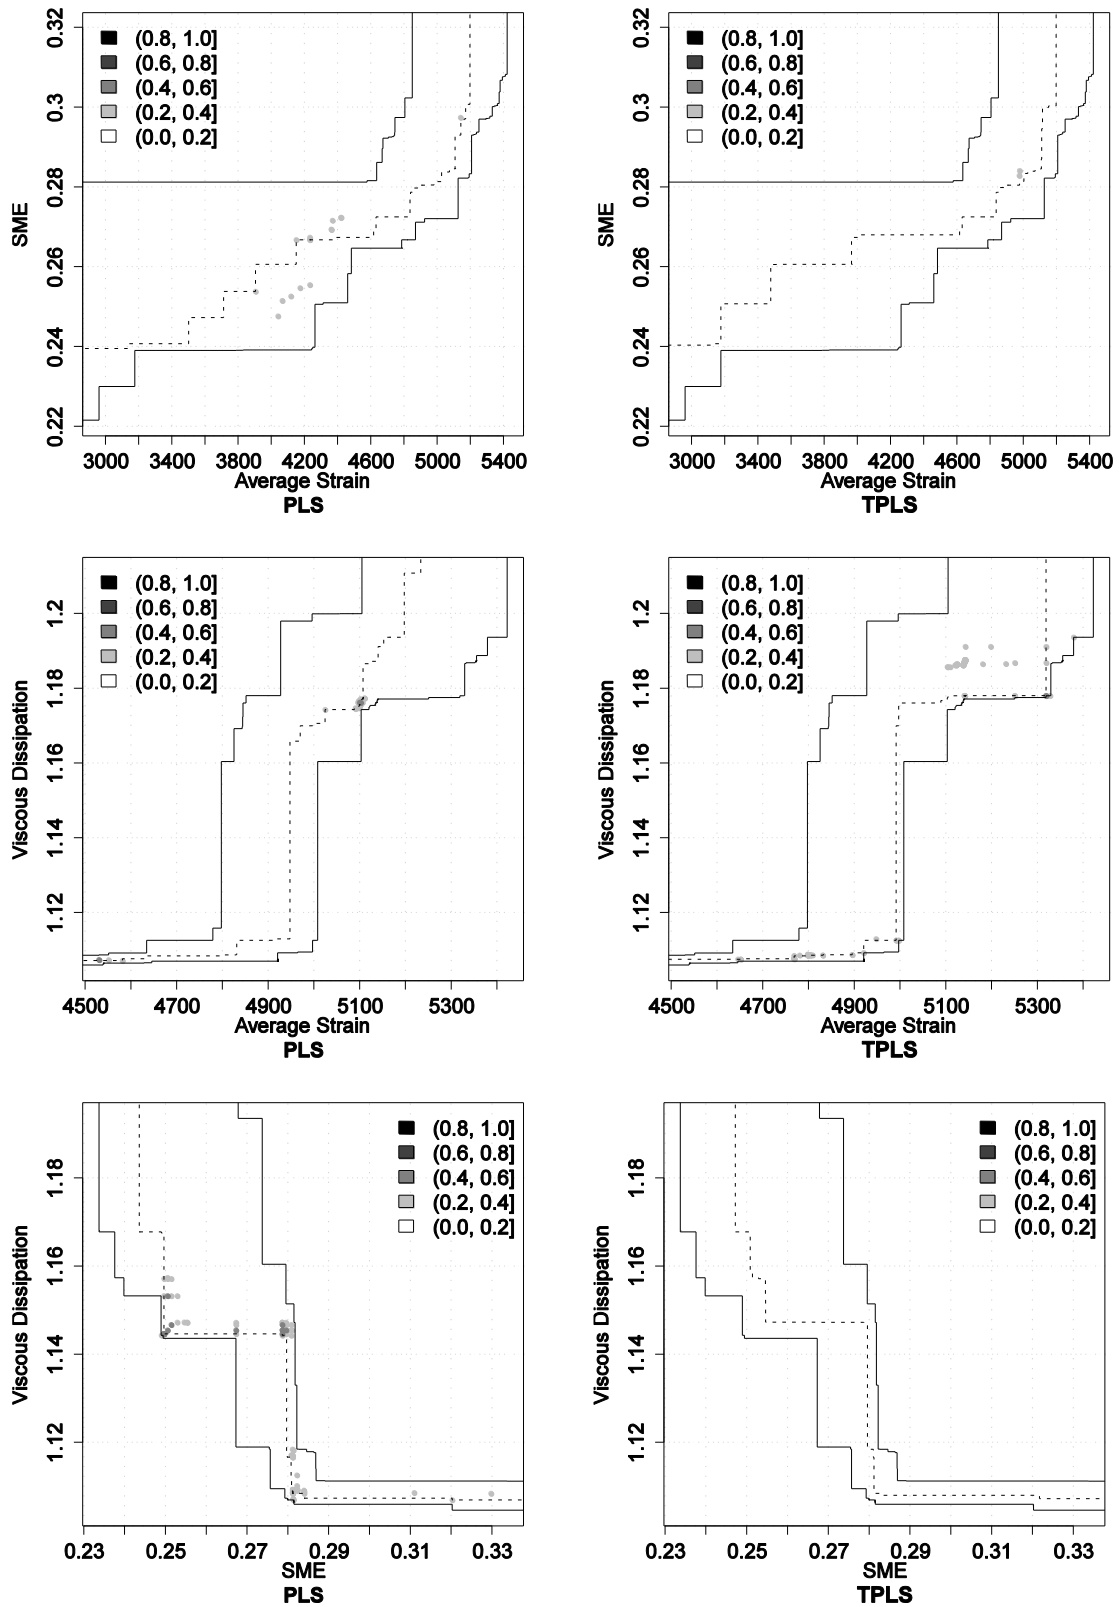 0.22 0.24 0.26 0.28 0.3 0.32
SME
(0.8, 1.0]
(0.6, 0.8]
(0.4, 0.6]
(0.2, 0.4]
(0.0, 0.2]
3000 3400 3800 4200 4600 5000 5400
Average Strain
PLS
0.22 0.24 0.26 0.28 0.3 0.32
SME
(0.8, 1.0]
(0.6, 0.8]
(0.4, 0.6]
(0.2, 0.4]
(0.0, 0.2]
3000 3400 3800 4200 4600 5000 5400
Average Strain
TPLS
1.12 1.14 1.16 1.18 1.2
Viscous Dissipation
(0.8, 1.0]
(0.6, 0.8]
(0.4, 0.6]
(0.2, 0.4]
(0.0, 0.2]
4500 4700 4900 5100 5300
Average Strain
PLS
1.12 1.14 1.16 1.18 1.2
Viscous Dissipation
(0.8, 1.0]
(0.6, 0.8]
(0.4, 0.6]
(0.2, 0.4]
(0.0, 0.2]
4500 4700 4900 5100 5300
Average Strain
TPLS
1.12 1.14 1.16 1.18
Viscous Dissipation
(0.8, 1.0]
(0.6, 0.8]
(0.4, 0.6]
(0.2, 0.4]
(0.0, 0.2]
0.23 0.25 0.27 0.29 0.31 0.33
SME
PLS
1.12 1.14 1.16 1.18
Viscous Dissipation
(0.8, 1.0]
(0.6, 0.8]
(0.4, 0.6]
(0.2, 0.4]
(0.0, 0.2]
0.23 0.25 0.27 0.29 0.31 0.33
SME
TPLS